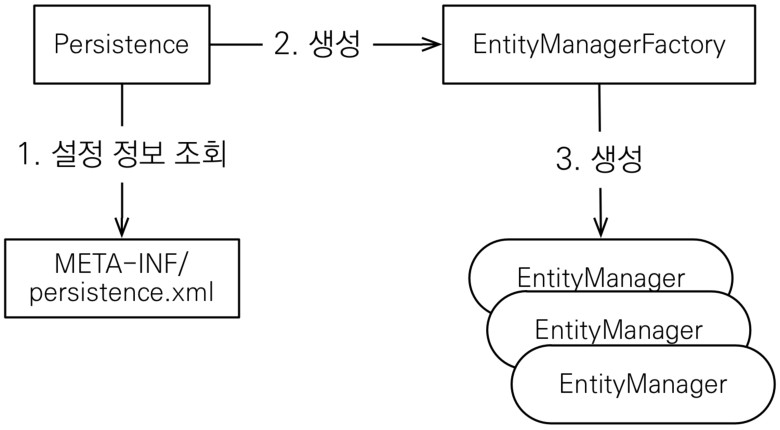 Persistence
2. 생성
EntityManagerFactory
1. 설정 정보 조회
3. 생성
META-INF/
persistence.xml
EntityManager
EntityManager
EntityManager